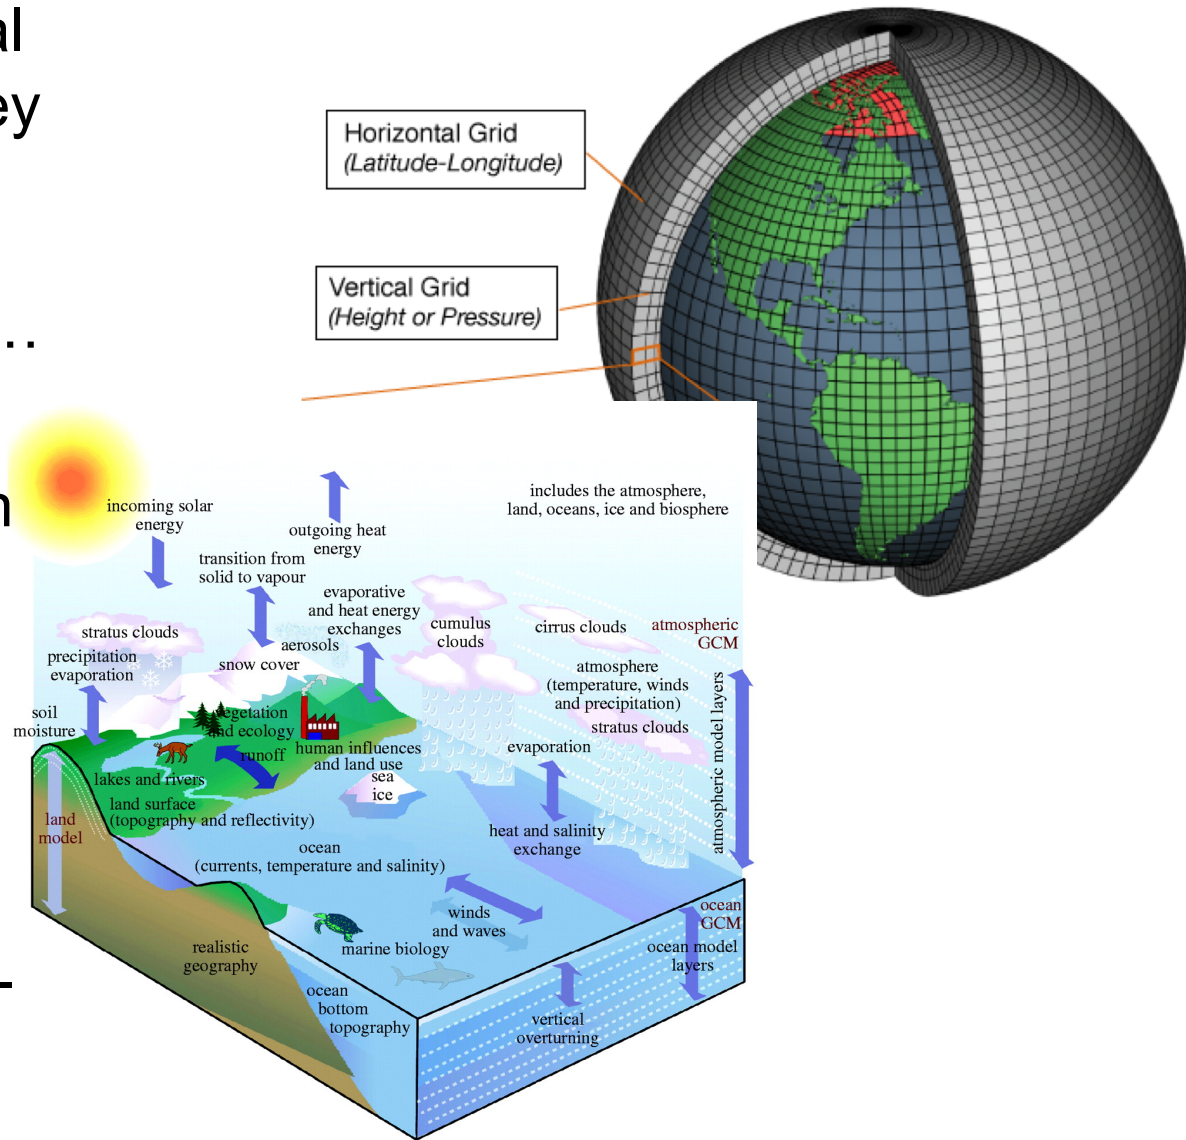 al
ey
Horizontal Grid
(Latitude-Longitude)
Vertical Grid
(Height or Pressure)
…
n
incoming solar
energy
outgoing heat
energy
includes the atmosphere,
land, oceans, ice and biosphere
transition from
solid to vapour
evaporative
and heat energy
exchanges
stratus clouds
aerosols
cumulus
clouds
cirrus clouds
atmospheric
GCM
precipitation
evaporation
snow cover
atmosphere
(temperature, winds
and precipitation)
soil
moisture
vegetation
and ecology
stratus clouds
atmospheric model layers
runoff
human influences
and land use
evaporation
lakes and rivers
sea
ice
land surface
(topography and reflectivity)
land
model
heat and salinity
exchange
ocean
(currents, temperature and salinity)
winds
and waves
ocean
GCM
realistic
geography
marine biology
ocean model
layers
ocean
bottom
topography
vertical
overturning